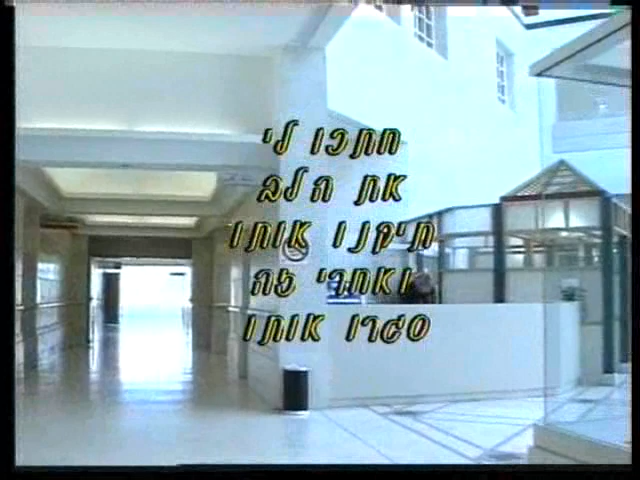 חתכו לי
את הלב
תיקנו אותו
ואחרי זה
סגרו אותו